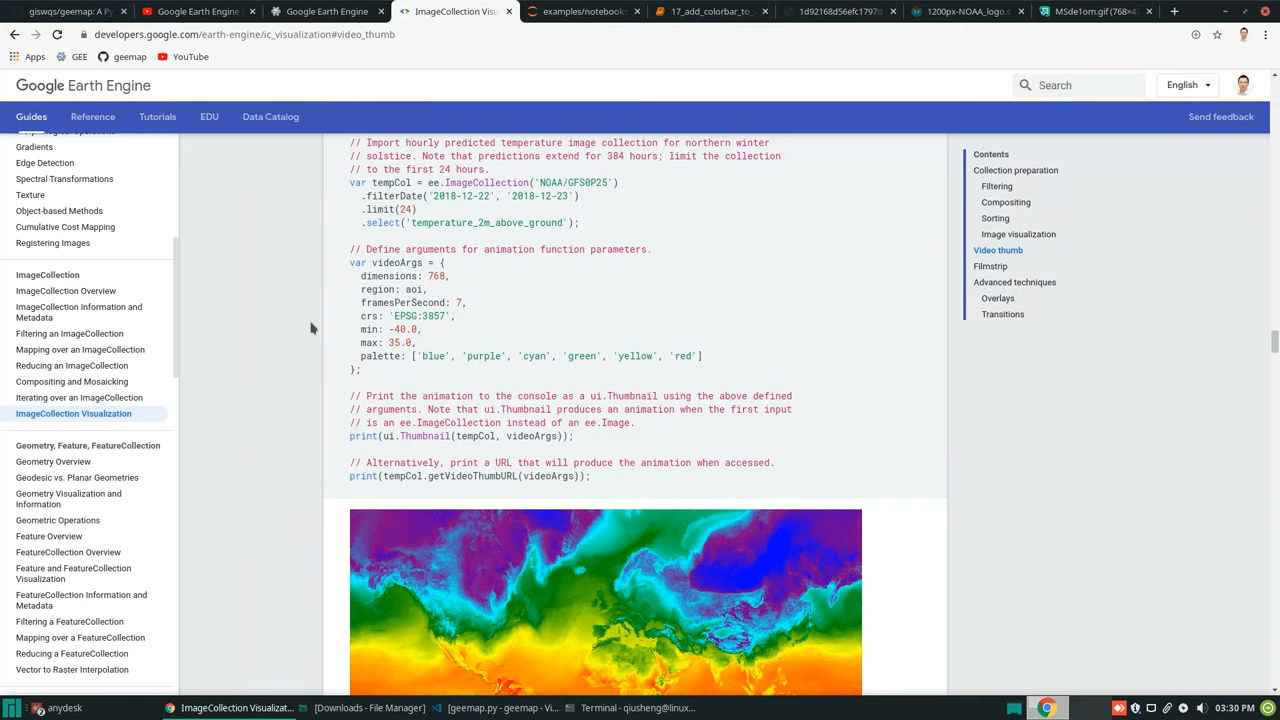 giswqs/geemap: A Py
Google Earth Engine
Google Earth Engine
ImageCollection Visu
examples/notebooks
17_add_colorbar_to_
1d92168d56efc1797d
1200px-NOAA_logo.s
MSde1om.gif (768×43
developers.google.com/earth-engine/ic_visualization#video_thumb
Apps
GEE
geemap
YouTube
Google Earth Engine
Search
English
Guides
Reference
Tutorials
EDU
Data Catalog
Send feedback
Gradients
Edge Detection
Spectral Transformations
Texture
Object-based Methods
Cumulative Cost Mapping
Registering Images
ImageCollection
ImageCollection Overview
ImageCollection Information and
Metadata
Filtering an ImageCollection
Mapping over an ImageCollection
Reducing an ImageCollection
Compositing and Mosaicking
Iterating over an ImageCollection
ImageCollection Visualization
Geometry, Feature, FeatureCollection
Geometry Overview
Geodesic vs. Planar Geometries
Geometry Visualization and
Information
Geometric Operations
Feature Overview
FeatureCollection Overview
Feature and FeatureCollection
Visualization
FeatureCollection Information and
Metadata
Filtering a FeatureCollection
Mapping over a FeatureCollection
Reducing a FeatureCollection
Vector to Raster Interpolation
// Import hourly predicted temperature image collection for northern winter
// solstice. Note that predictions extend for 384 hours; limit the collection
// to the first 24 hours.
var tempCol = ee.ImageCollection('NOAA/GFS0P25')
.filterDate('2018-12-22', '2018-12-23')
.limit(24)
.select('temperature_2m_above_ground');
// Define arguments for animation function parameters.
var videoArgs = {
dimensions: 768,
region: aoi,
framesPerSecond: 7,
crs: 'EPSG:3857',
min: -40.0,
max: 35.0,
palette: ['blue', 'purple', 'cyan', 'green', 'yellow', 'red']
};
// Print the animation to the console as a ui.Thumbnail using the above defined
// arguments. Note that ui.Thumbnail produces an animation when the first input
// is an ee.ImageCollection instead of an ee.Image.
print(ui.Thumbnail(tempCol, videoArgs));
// Alternatively, print a URL that will produce the animation when accessed.
print(tempCol.getVideoThumbURL(videoArgs));
Contents
Collection preparation
Filtering
Compositing
Sorting
Image visualization
Video thumb
Filmstrip
Advanced techniques
Overlays
Transitions
anydesk
ImageCollection Visualizat...
[Downloads - File Manager]
[geemap.py - geemap - Vis...
Terminal - qiusheng@linux...
03:30 PM